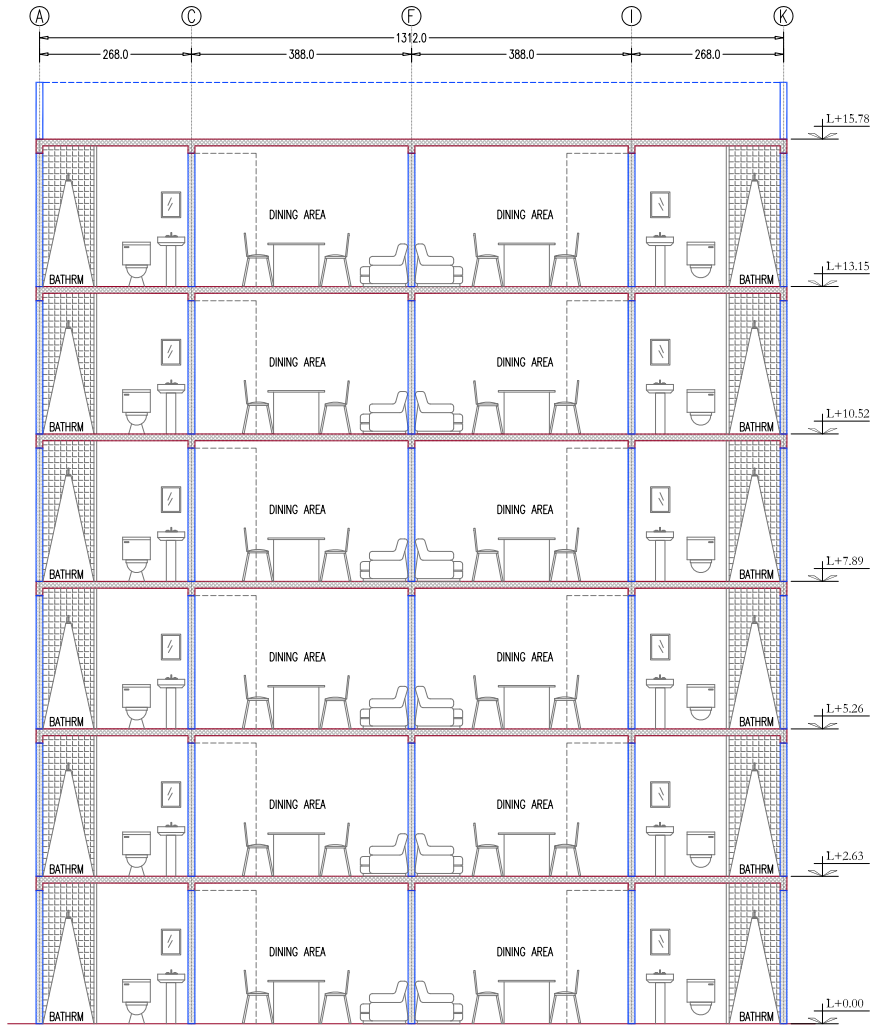 A C F I K
1312.0
268.0 388.0 388.0 268.0
L+15.78
DINING AREA DINING AREA
L+13.15
BATHRM BATHRM
DINING AREA DINING AREA
L+10.52
BATHRM BATHRM
DINING AREA DINING AREA
L+7.89
BATHRM BATHRM
DINING AREA DINING AREA
L+5.26
BATHRM BATHRM
DINING AREA DINING AREA
L+2.63
BATHRM BATHRM
DINING AREA DINING AREA
L+0.00
BATHRM BATHRM